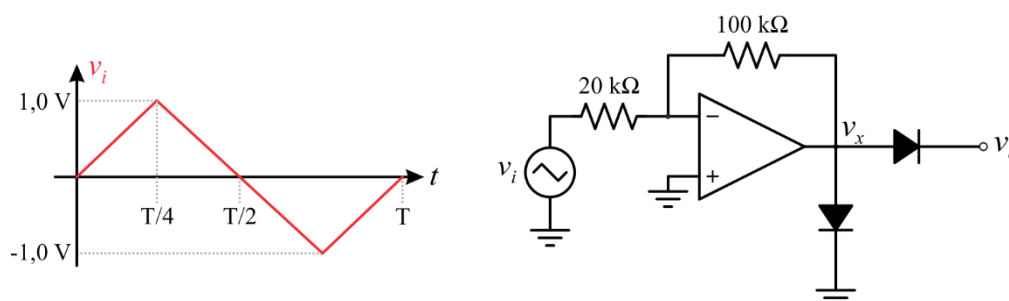 v_i
1,0 V
t
T/4
T/2
T
-1,0 V
100 kΩ
20 kΩ
−
+
v_i
v_x